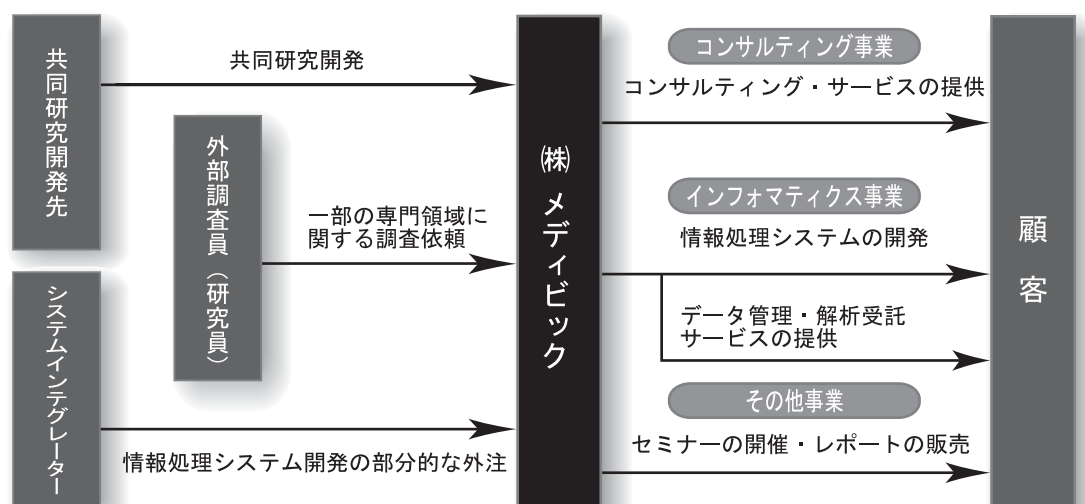 共同研究開発先
共同研究開発
外部調査員（研究員）
一部の専門領域に
関する調査依頼
システムインテグレーター
情報処理システム開発の部分的な外注
㈱メディビック
コンサルティング事業
コンサルティング・サービスの提供
インフォマティクス事業
情報処理システムの開発
データ管理・解析受託
サービスの提供
その他事業
セミナーの開催・レポートの販売
顧客